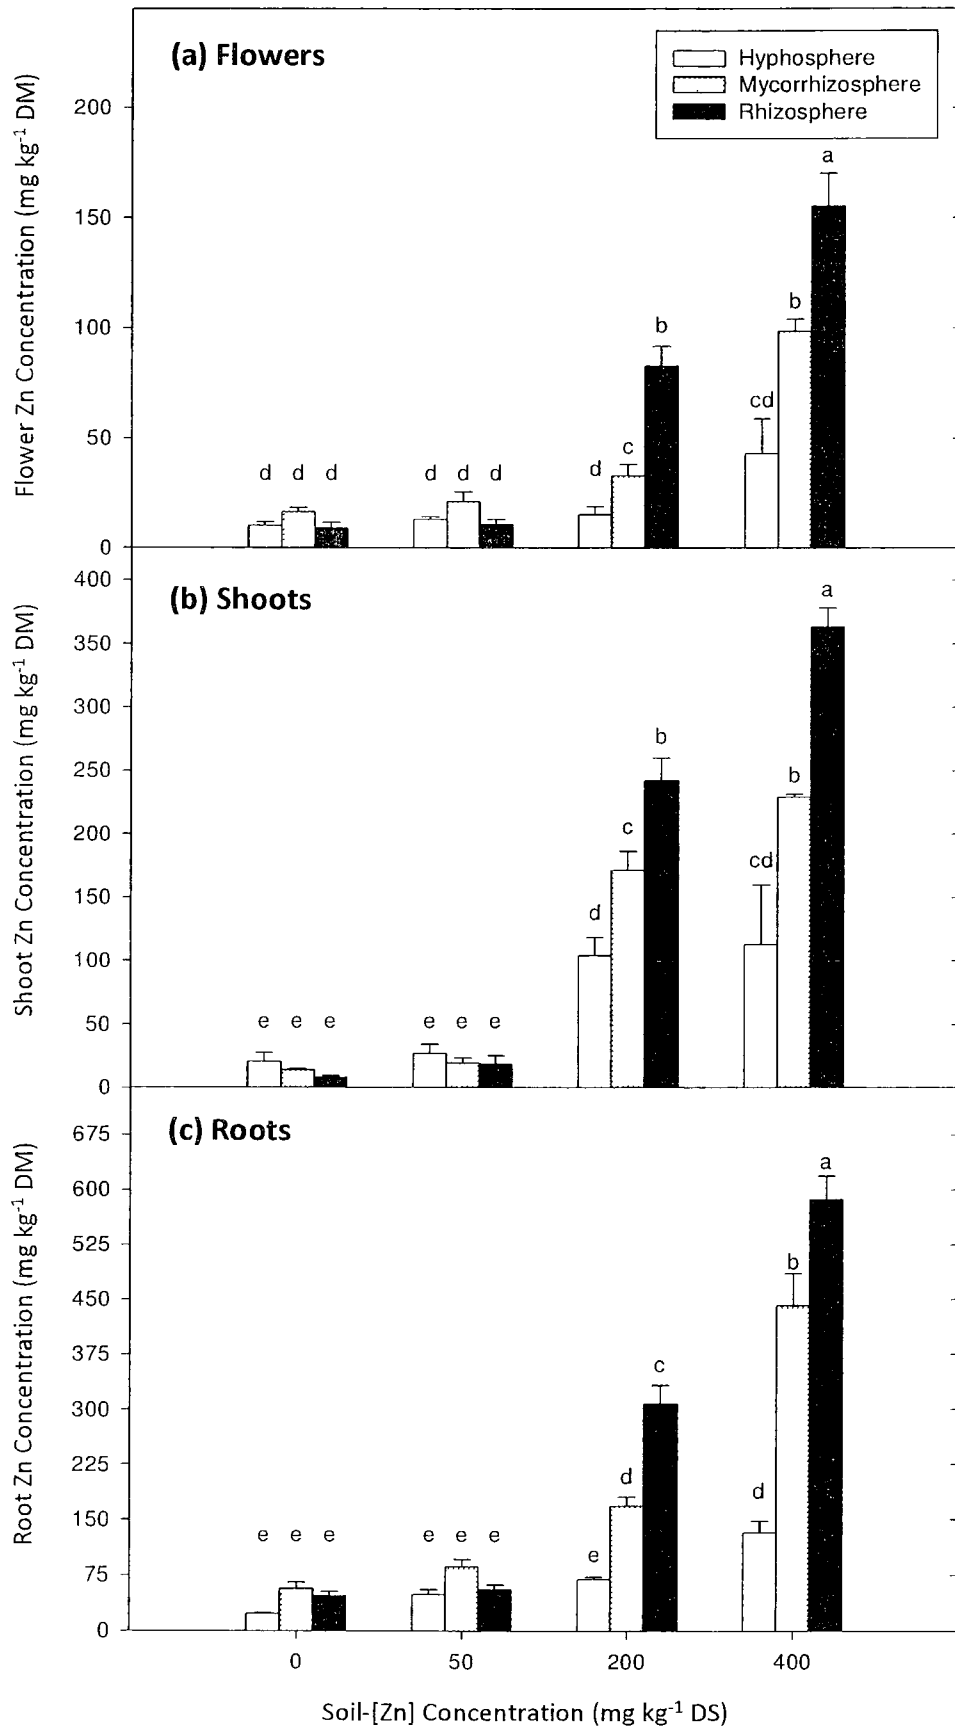 (a) Flowers
Hyphosphere
Mycorrhizosphere
Rhizosphere
Flower Zn Concentration (mg kg⁻¹ DM)
200
150
100
50
0
d d d
d d d
d c b
cd b a
(b) Shoots
Shoot Zn Concentration (mg kg⁻¹ DM)
400
350
300
250
200
150
100
50
0
e e e
e e e
d c b
cd b a
(c) Roots
Root Zn Concentration (mg kg⁻¹ DM)
675
600
525
450
375
300
225
150
75
0
e e e
e e e
e d c
d b a
0 50 200 400
Soil-[Zn] Concentration (mg kg⁻¹ DS)